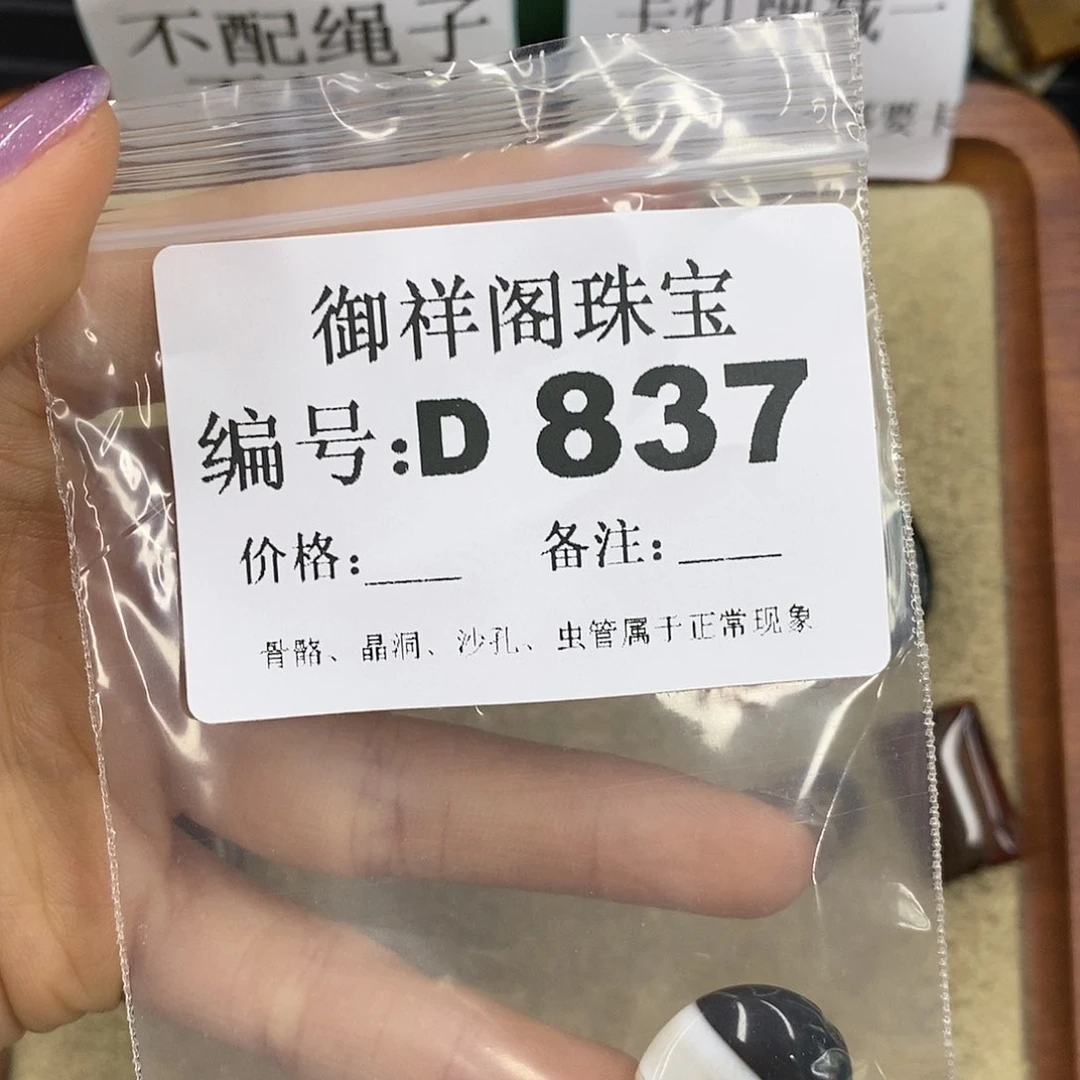 不配绳子
要
御祥阁珠宝
编号:D 837
价格:____ 备注:____
骨骼、晶洞、沙孔、虫管属于正常现象